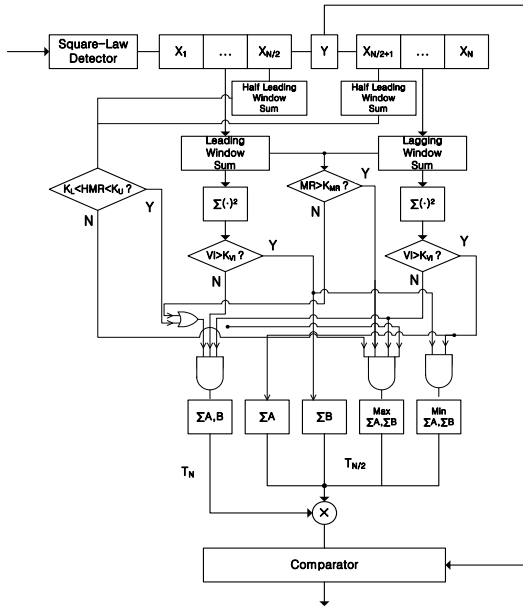 Square-Law
Detector
X1 ... XN/2 Y XN/2+1 ... XN
Half Leading
Window
Sum
Half Leading
Window
Sum
Leading
Window
Sum
Lagging
Window
Sum
KL<HMR<KU ?
Y
N
Σ(·)²
MR>KMR ?
Y
N
Σ(·)²
VI>KVI ?
Y
N
VI>KVI ?
Y
N
ΣA,B
ΣA
ΣB
Max
ΣA,ΣB
Min
ΣA,ΣB
TN
TN/2
×
Comparator